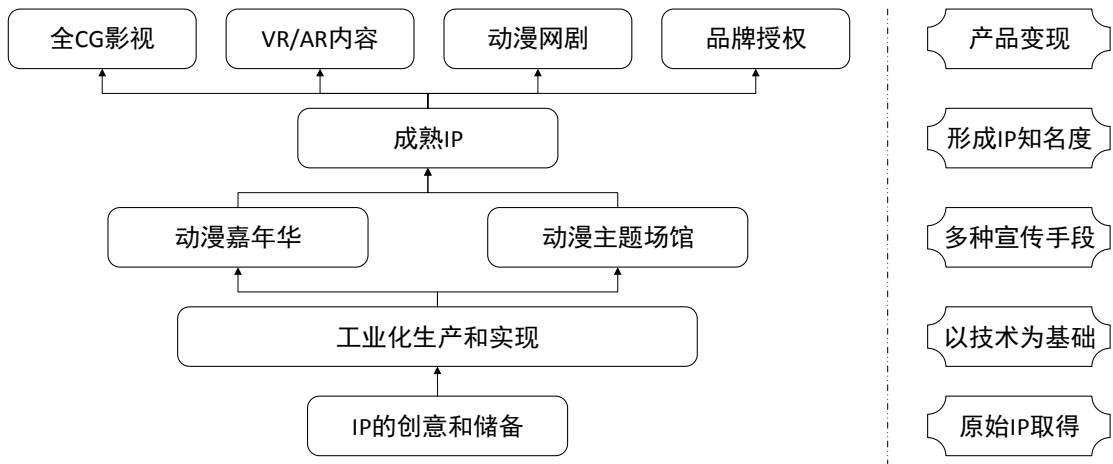 全CG影视
VR/AR内容
动漫网剧
品牌授权
产品变现
成熟IP
形成IP知名度
动漫嘉年华
动漫主题场馆
多种宣传手段
工业化生产和实现
以技术为基础
IP的创意和储备
原始IP取得